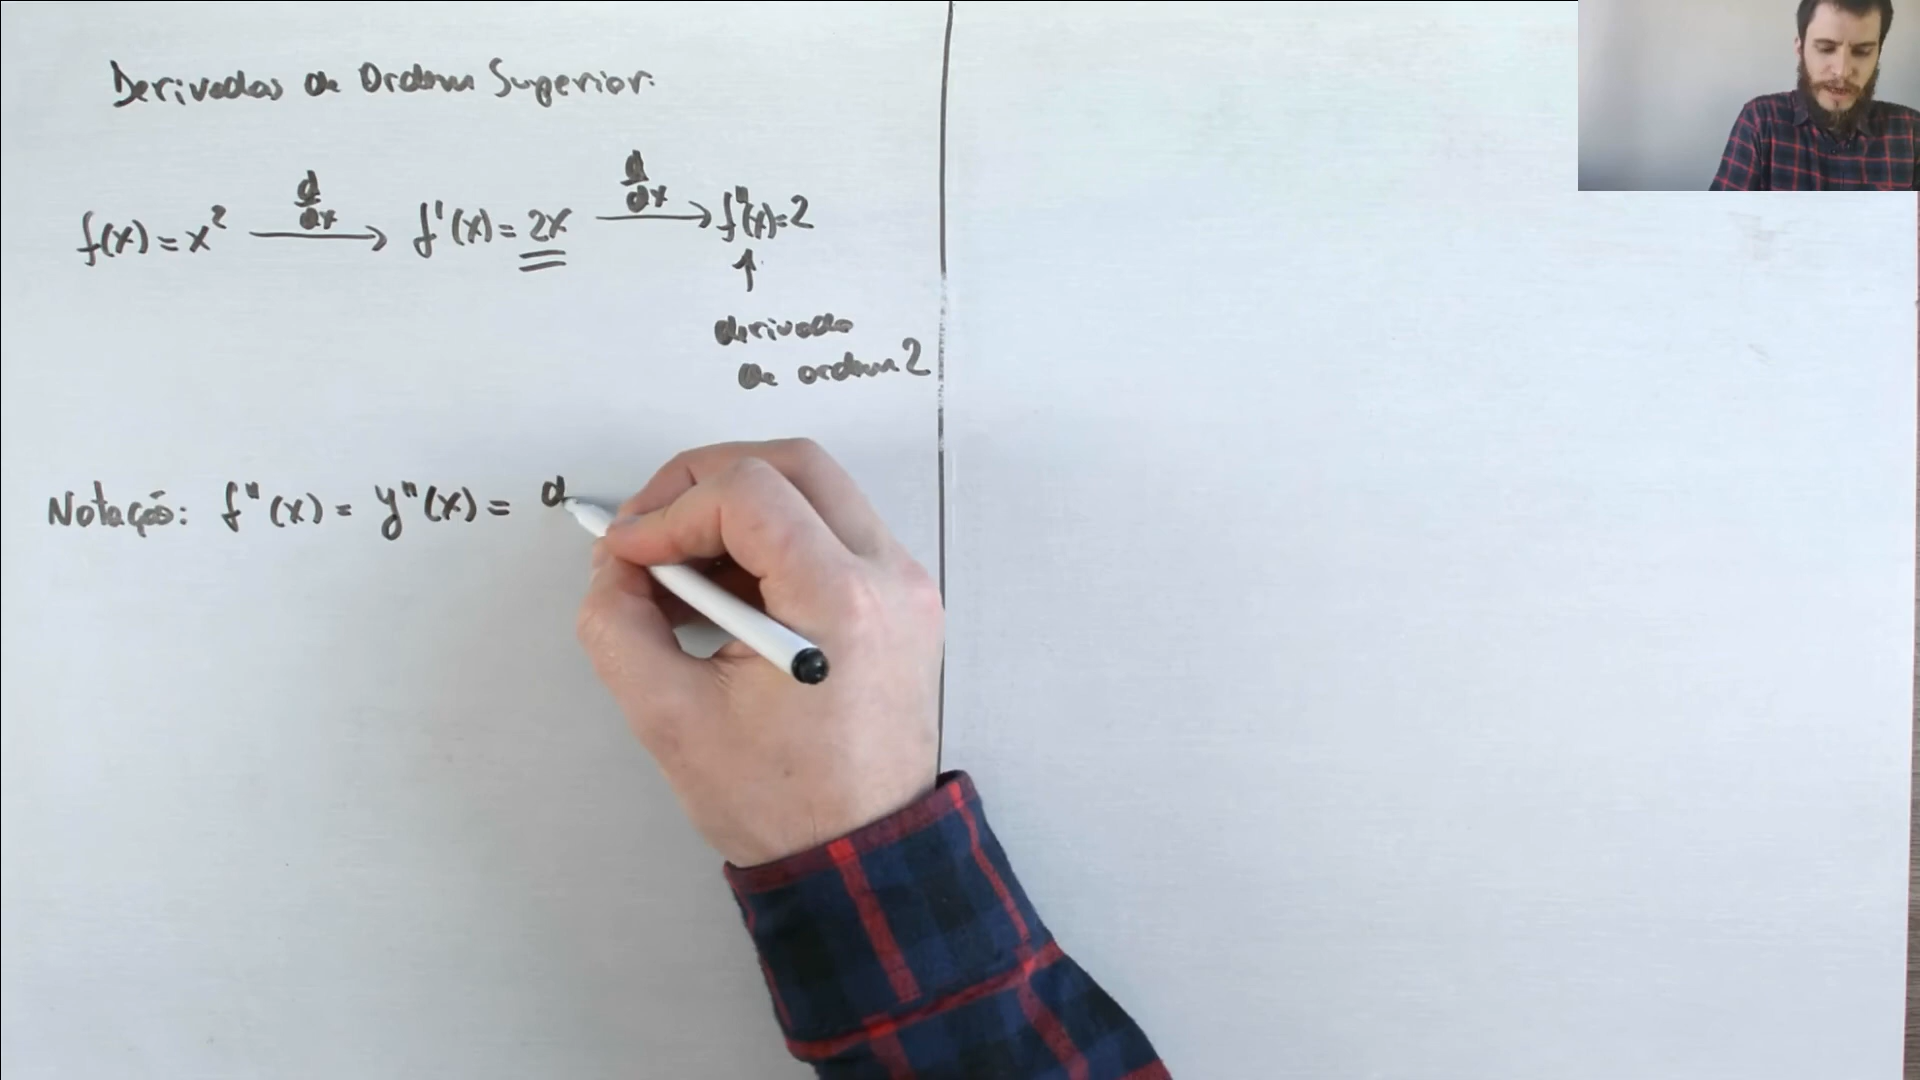 Derivadas de Ordem Superior.
f(x) = x² d/dx → f'(x) = 2x d/dx → f"(x) = 2
↑
derivada
de ordem 2
Notação: f"(x) = y"(x) = d